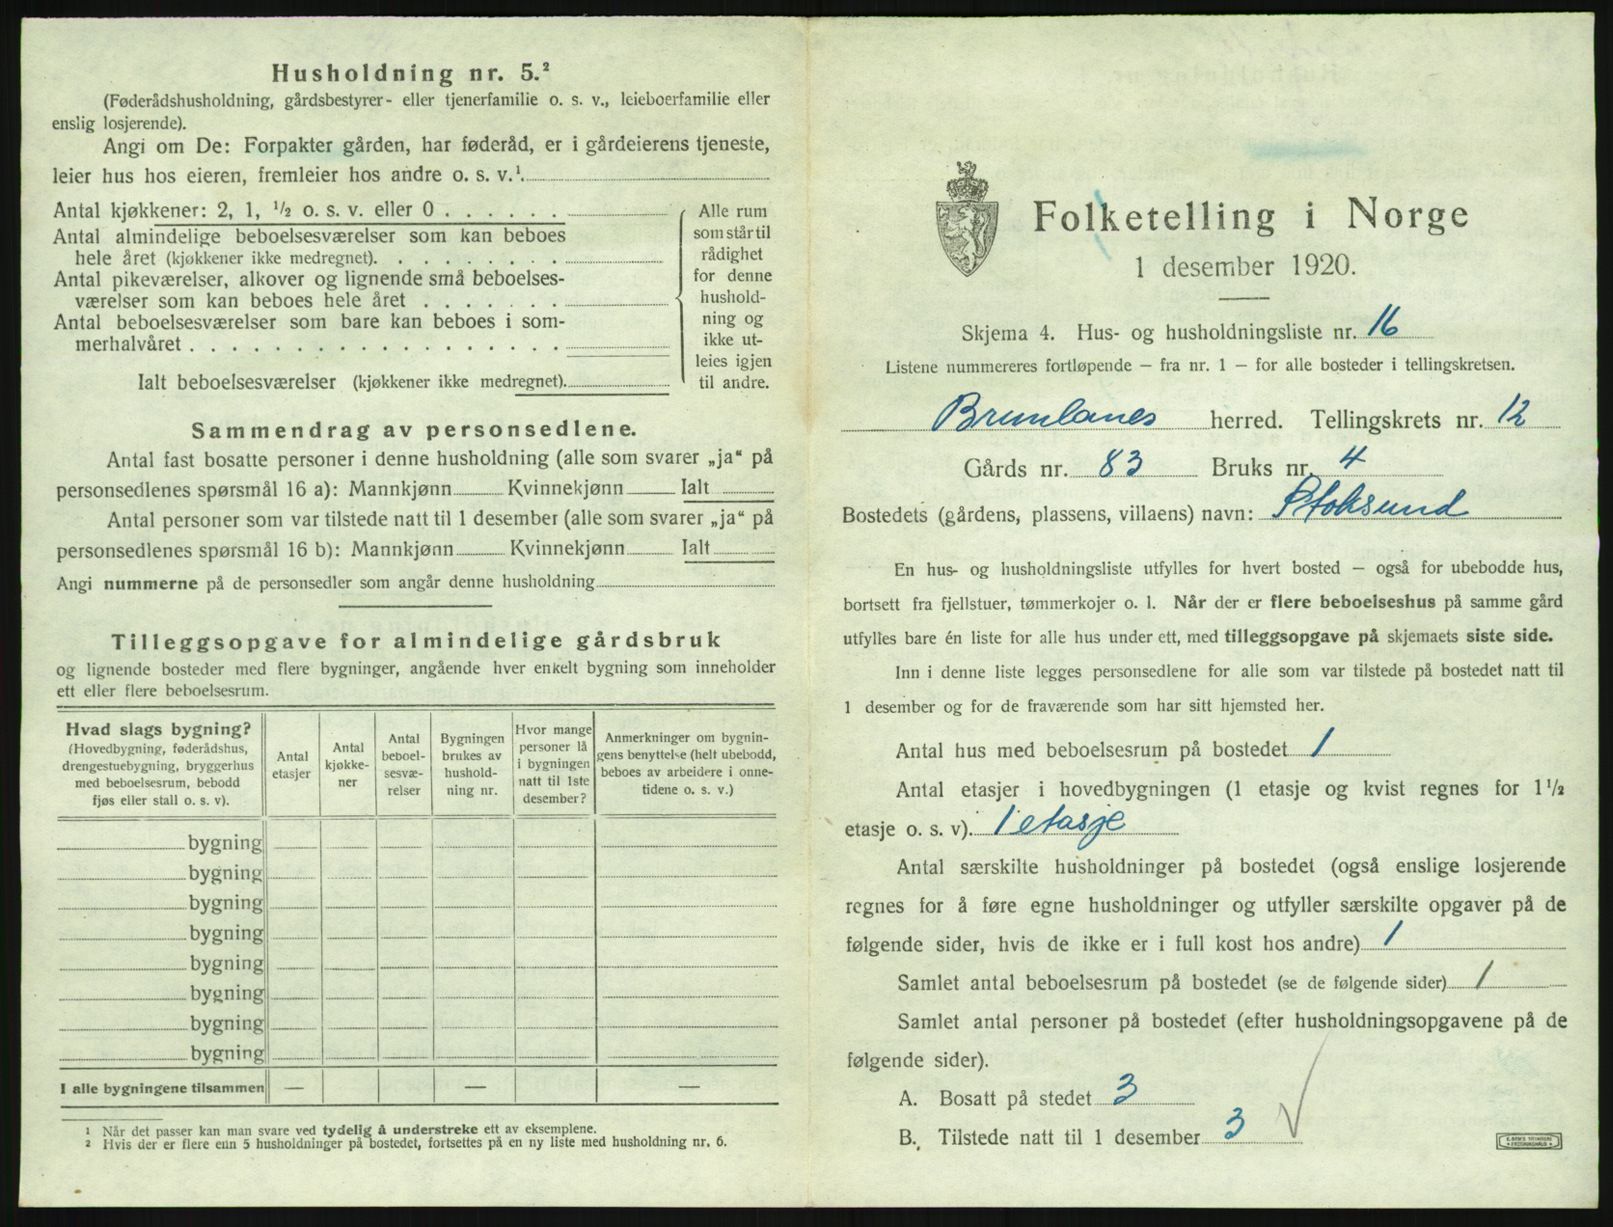 Husholdning nr. 5.²
(Føderådshusholdning, gårdsbestyrer- eller tjenerfamilie o. s. v., leieboerfamilie eller
enslig losjerende).
Angi om De: Forpakter gården, har føderåd, er i gårdeierens tjeneste,
leier hus hos eieren, fremleier hos andre o. s. v.¹.
Antal kjøkkener: 2, 1, ½ o. s. v. eller 0 . . . . . .
Antal almindelige beboelsesværelser som kan beboes
hele året (kjøkkener ikke medregnet). . . . . . . . .
Antal pikeværelser, alkover og lignende små beboelses-
værelser som kan beboes hele året . . . . . . .
Antal beboelsesværelser som bare kan beboes i som-
merhalvåret . . . . . . . . . . . . . . . . . .
Ialt beboelsesværelser (kjøkkener ikke medregnet).
Alle rum
som står til
rådighet
for denne
hushold-
ning og
ikke ut-
leies igjen
til andre.
Sammendrag av personsedlene.
Antal fast bosatte personer i denne husholdning (alle som svarer „ja“ på
personsedlenes spørsmål 16 a): Mannkjønn Kvinnekjønn Ialt
Antal personer som var tilstede natt til 1 desember (alle som svarer „ja“ på
personsedlenes spørsmål 16 b): Mannkjønn Kvinnekjønn Ialt
Angi nummerne på de personsedler som angår denne husholdning
Tilleggsopgave for almindelige gårdsbruk
og lignende bosteder med flere bygninger, angående hver enkelt bygning som inneholder
ett eller flere beboelsesrum.
Hvad slags bygning?
(Hovedbygning, føderådshus,
drengestuebygning, bryggerhus
med beboelsesrum, bebodd
fjøs eller stall o. s. v).
Antal
etasjer
Antal
kjøkke-
ner
Antal
beboel-
sesvæ-
relser
Bygningen
brukes av
hushold-
ning nr.
Hvor mange
personer lå
i bygningen
natt til 1ste
desember?
Anmerkninger om bygnin-
gens benyttelse (helt ubebodd,
beboes av arbeidere i onne-
tidene o. s. v.)
bygning
bygning
bygning
bygning
bygning
bygning
bygning
bygning
I alle bygningene tilsammen — — —
¹ Når det passer kan man svare ved tydelig å understreke ett av eksemplene.
² Hvis der er flere enn 5 husholdninger på bostedet, fortsettes på en ny liste med husholdning nr. 6.
Folketelling i Norge
1 desember 1920.
Skjema 4. Hus- og husholdningsliste nr. 16
Listene nummereres fortløpende – fra nr. 1 – for alle bosteder i tellingskretsen.
Brunlanes herred. Tellingskrets nr. 12
Gårds nr. 83 Bruks nr. 4
Bostedets (gårdens, plassens, villaens) navn: Stoksund
En hus- og husholdningsliste utfylles for hvert bosted – også for ubebodde hus,
bortsett fra fjellstuer, tømmerkojer o. l. Når der er flere beboelseshus på samme gård
utfylles bare én liste for alle hus under ett, med tilleggsopgave på skjemaets siste side.
Inn i denne liste legges personsedlene for alle som var tilstede på bostedet natt til
1 desember og for de fraværende som har sitt hjemsted her.
Antal hus med beboelsesrum på bostedet 1
Antal etasjer i hovedbygningen (1 etasje og kvist regnes for 1½
etasje o. s. v). 1 etasje
Antal særskilte husholdninger på bostedet (også enslige losjerende
regnes for å føre egne husholdninger og utfyller særskilte opgaver på de
følgende sider, hvis de ikke er i full kost hos andre) 1
Samlet antal beboelsesrum på bostedet (se de følgende sider) 1
Samlet antal personer på bostedet (efter husholdningsopgavene på de
følgende sider).
A. Bosatt på stedet 3
B. Tilstede natt til 1 desember 3